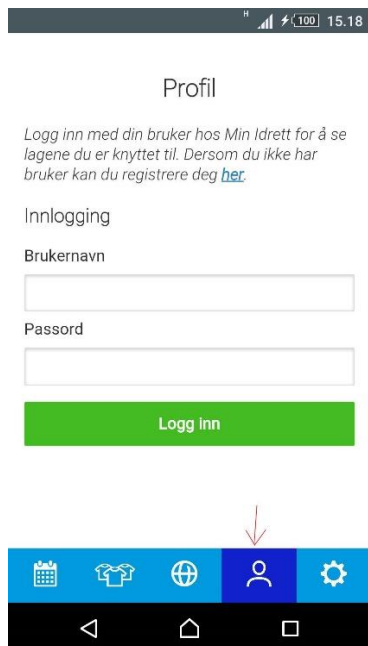 H 100 15.18
Profil
Logg inn med din bruker hos Min Idrett for å se
lagene du er knyttet til. Dersom du ikke har
bruker kan du registrere deg her.
Innlogging
Brukernavn
Passord
Logg inn